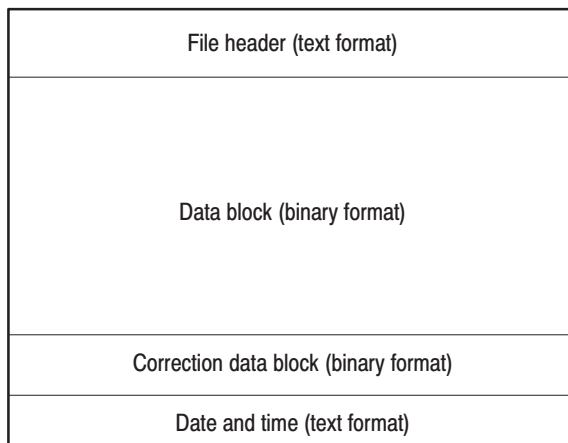 File header (text format)
Data block (binary format)
Correction data block (binary format)
Date and time (text format)